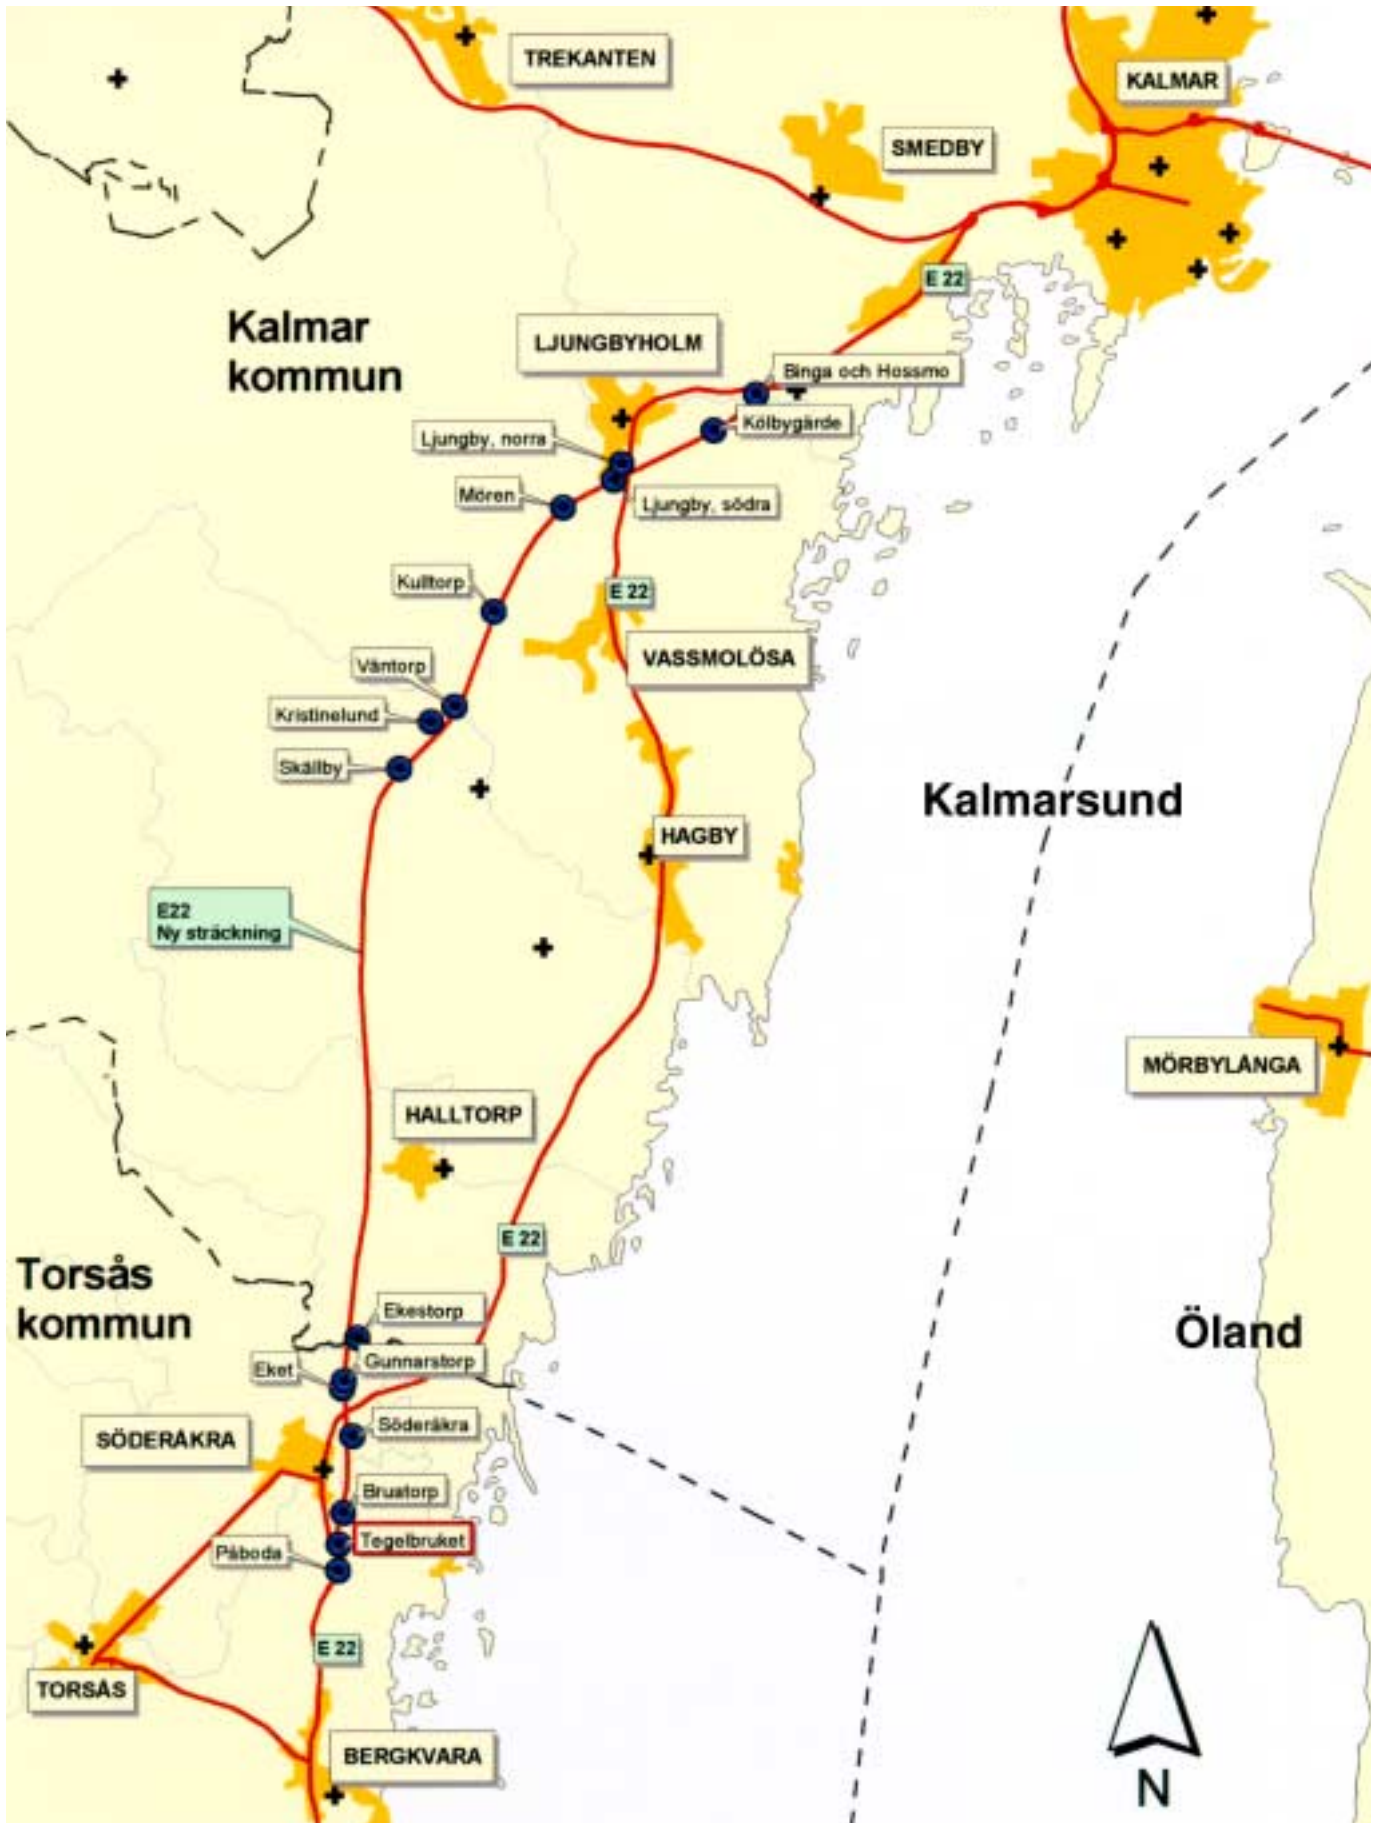 TREKANTEN
KALMAR
SMEDBY
E 22
Kalmar
kommun
LJUNGBYHOLM
Binga och Hossmo
Kölbygärde
Ljungby, norra
Mören
Ljungby, södra
Kulltorp
E 22
VASSMOLÖSA
Väntorp
Kristinelund
Skällby
Kalmarsund
HAGBY
E22
Ny sträckning
MÖRBYLÅNGA
HALLTORP
E 22
Torsås
kommun
Ekestorp
Öland
Gunnarstorp
Eket
Söderåkra
SÖDERÅKRA
Bruatorp
Tegelbruket
Påboda
E 22
TORSÅS
BERGKVARA
N